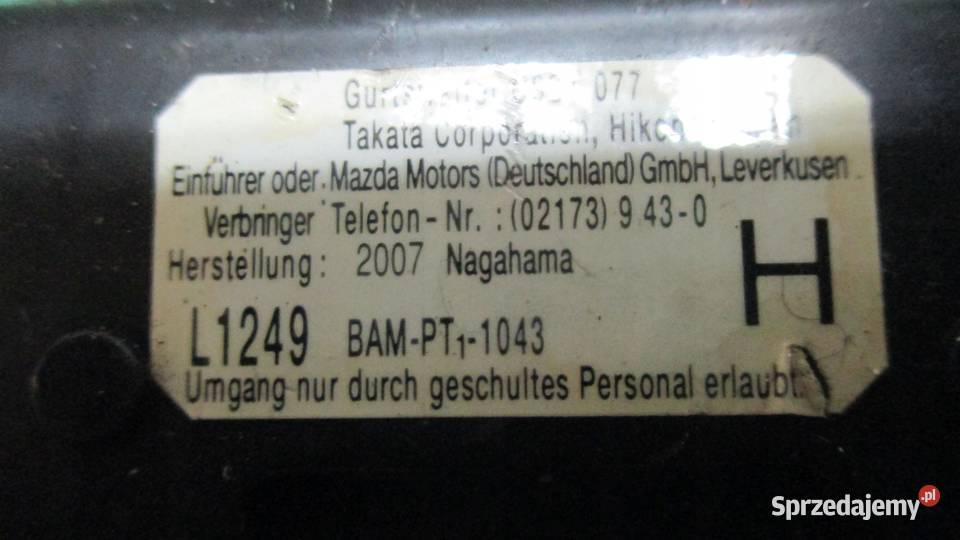 077
Takata Corporation,
Einführer oder. Mazda Motors (Deutschland) GmbH, Leverkusen
Verbringer Telefon-Nr. : (02173) 9 43-0
Herstellung: 2007 Nagahama
H
L1249 BAM-PT1-1043
Umgang nur durch geschultes Personal erlaubt.
Sprzedajemy.pl